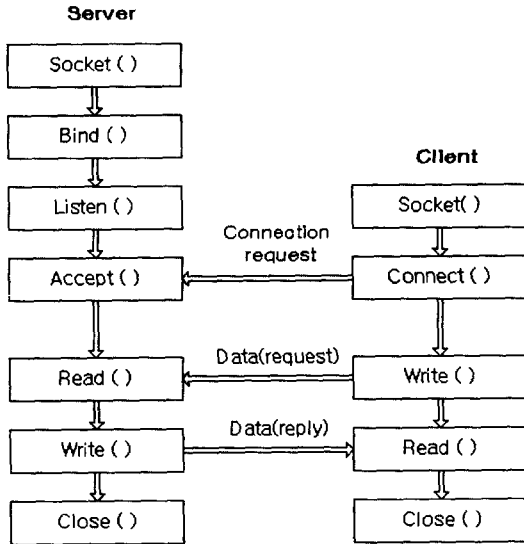 Server
Socket ( )
Bind ( )
Listen ( )
Accept ( )
Read ( )
Write ( )
Close ( )
Connection
request
Data(request)
Data(reply)
Client
Socket( )
Connect ( )
Write ( )
Read ( )
Close ( )